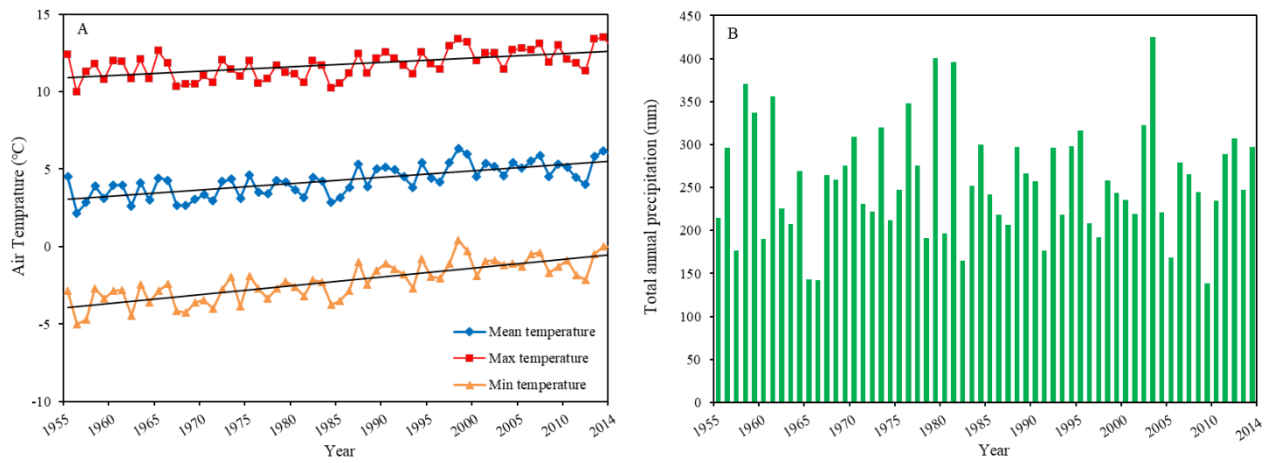 A
15
10
5
0
-5
-10
Air Temprature (°C)
Mean temperature
Max temperature
Min temperature
1955 1960 1965 1970 1975 1980 1985 1990 1995 2000 2005 2010 2014
Year
B
450
400
350
300
250
200
150
100
50
0
Total annual precipitation (mm)
1955 1960 1965 1970 1975 1980 1985 1990 1995 2000 2005 2010 2014
Year